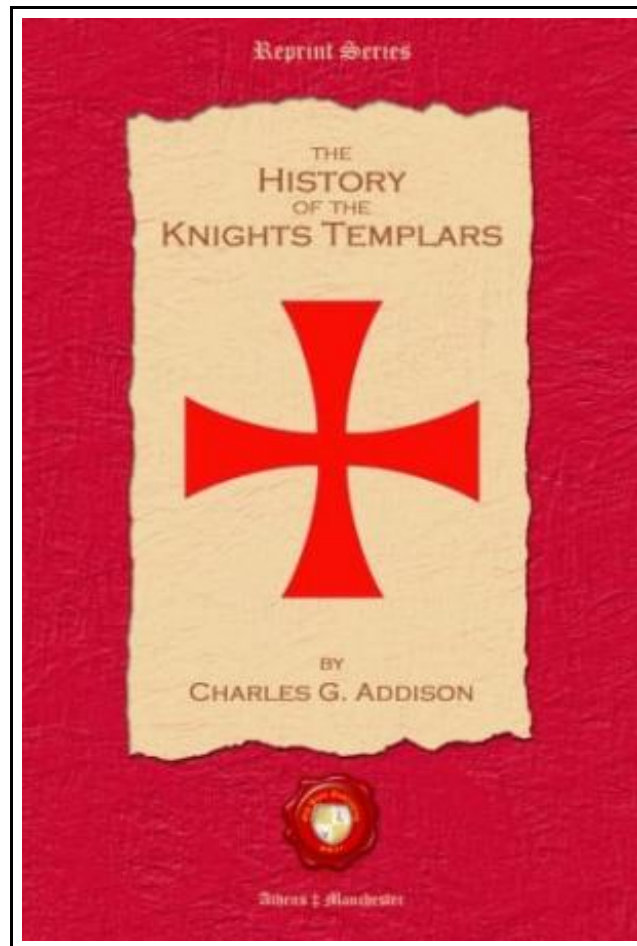 Reprint Series
THE
HISTORY
OF THE
KNIGHTS TEMPLARS
BY
CHARLES G. ADDISON
Athens ‡ Manchester